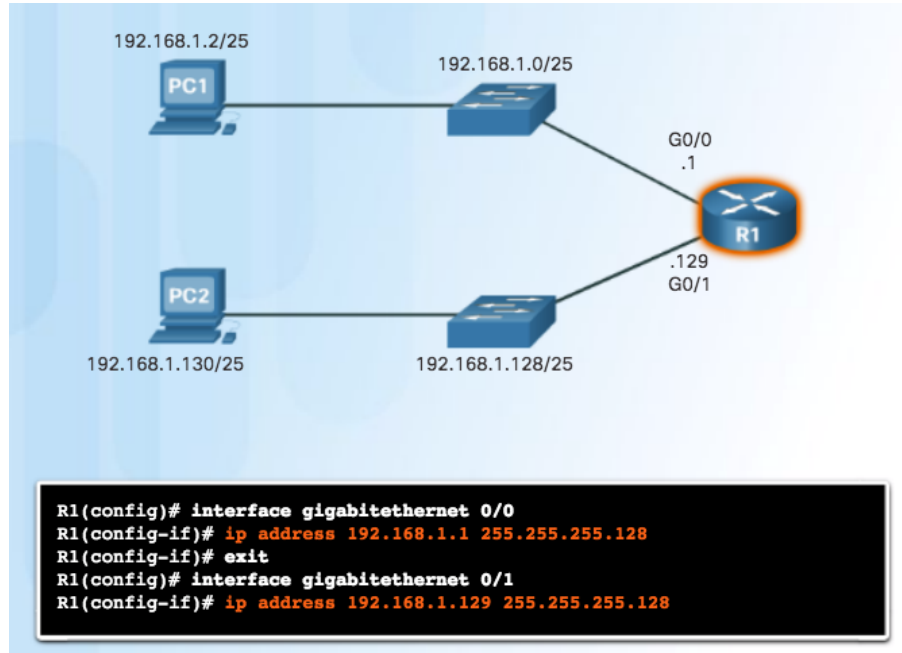 192.168.1.2/25
PC1
192.168.1.0/25
G0/0
.1
R1
.129
G0/1
PC2
192.168.1.130/25
192.168.1.128/25
R1(config)# interface gigabitethernet 0/0
R1(config-if)# ip address 192.168.1.1 255.255.255.128
R1(config-if)# exit
R1(config)# interface gigabitethernet 0/1
R1(config-if)# ip address 192.168.1.129 255.255.255.128